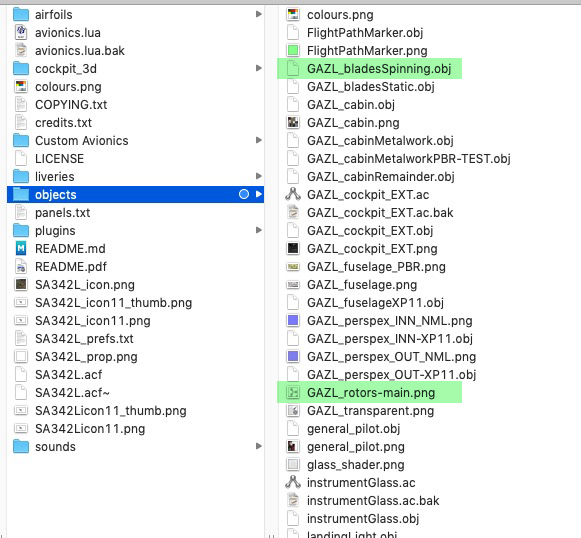 airfoils
avionics.lua
avionics.lua.bak
cockpit_3d
colours.png
COPYING.txt
credits.txt
Custom Avionics
LICENSE
liveries
objects
panels.txt
plugins
README.md
README.pdf
SA342L_icon.png
SA342L_icon11_thumb.png
SA342L_icon11.png
SA342L_prefs.txt
SA342L_prop.png
SA342L.acf
SA342L.acf~
SA342Licon11_thumb.png
SA342Licon11.png
sounds
colours.png
FlightPathMarker.obj
FlightPathMarker.png
GAZL_bladesSpinning.obj
GAZL_bladesStatic.obj
GAZL_cabin.obj
GAZL_cabin.png
GAZL_cabinMetalwork.obj
GAZL_cabinMetalworkPBR-TEST.obj
GAZL_cabinRemainder.obj
GAZL_cockpit_EXT.ac
GAZL_cockpit_EXT.ac.bak
GAZL_cockpit_EXT.obj
GAZL_cockpit_EXT.png
GAZL_fuselage_PBR.png
GAZL_fuselage.png
GAZL_fuselageXP11.obj
GAZL_perspex_INN_NML.png
GAZL_perspex_INN-XP11.obj
GAZL_perspex_OUT_NML.png
GAZL_perspex_OUT-XP11.obj
GAZL_rotors-main.png
GAZL_transparent.png
general_pilot.obj
general_pilot.png
glass_shader.png
instrumentGlass.ac
instrumentGlass.ac.bak
instrumentGlass.obj
landingLight.obj